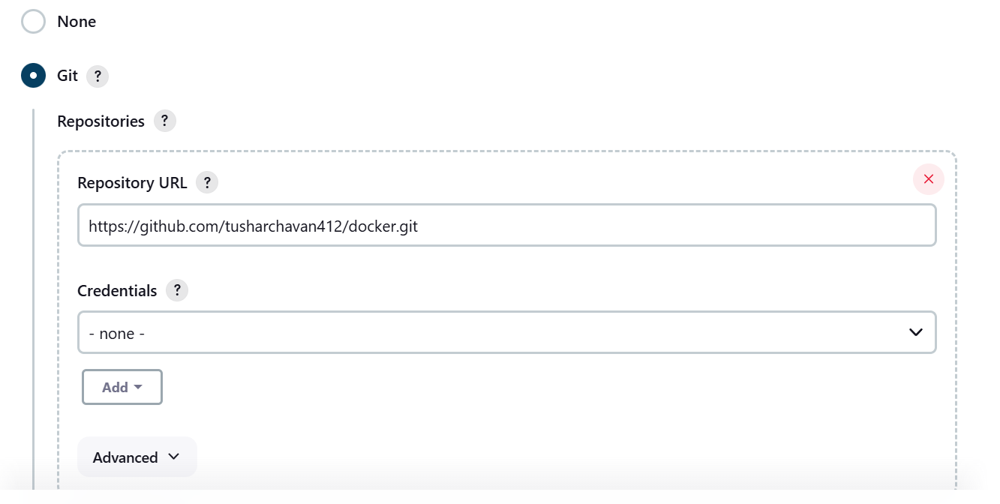 None
Git ?
Repositories ?
Repository URL ?
https://github.com/tusharchavan412/docker.git
Credentials ?
- none -
Add
Advanced